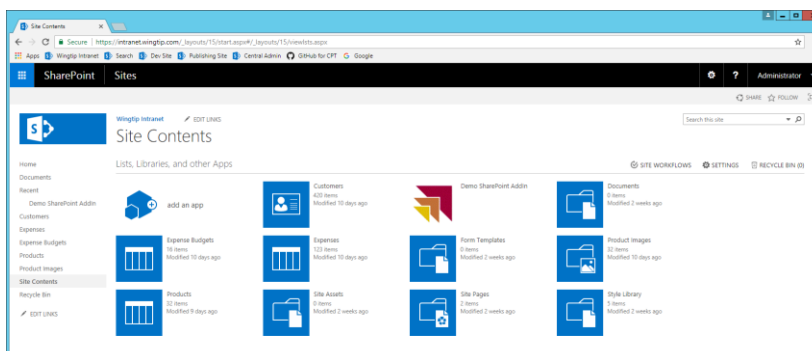 Site Contents
Secure | https://intranet.wingtip.com/_layouts/15/start.aspx#/_layouts/15/viewlsts.aspx
Apps Wingtip Intranet Search Dev Site Publishing Site Central Admin GitHub for CPT Google
SharePoint Sites ? Administrator
SHARE FOLLOW
Wingtip Intranet EDIT LINKS
Search this site
Site Contents
Home
Documents
Recent
Demo SharePoint Addin
Customers
Expenses
Expense Budgets
Products
Product Images
Site Contents
Recycle Bin
EDIT LINKS
Lists, Libraries, and other Apps
SITE WORKFLOWS SETTINGS RECYCLE BIN (0)
add an app
Customers
420 items
Modified 10 days ago
Demo SharePoint Addin
Documents
0 items
Modified 2 weeks ago
Expense Budgets
16 items
Modified 10 days ago
Expenses
123 items
Modified 10 days ago
Form Templates
0 items
Modified 2 weeks ago
Product Images
32 items
Modified 10 days ago
Products
32 items
Modified 9 days ago
Site Assets
0 items
Modified 2 weeks ago
Site Pages
2 items
Modified 2 weeks ago
Style Library
5 items
Modified 2 weeks ago